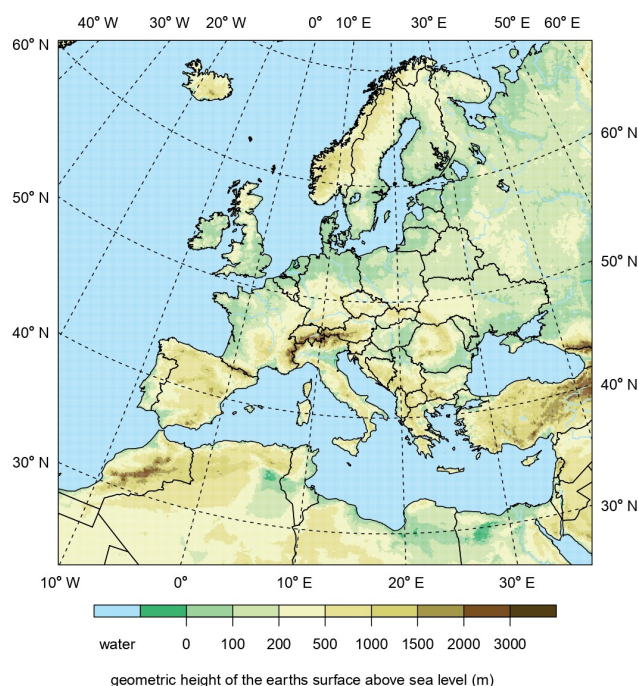 40° W 30° W 20° W 0° 10° E 30° E 50° E 60° E
60° N
60° N
50° N
50° N
40° N
40° N
30° N
30° N
10° W 0° 10° E 20° E 30° E
water 0 100 200 500 1000 1500 2000 3000
geometric height of the earths surface above sea level (m)